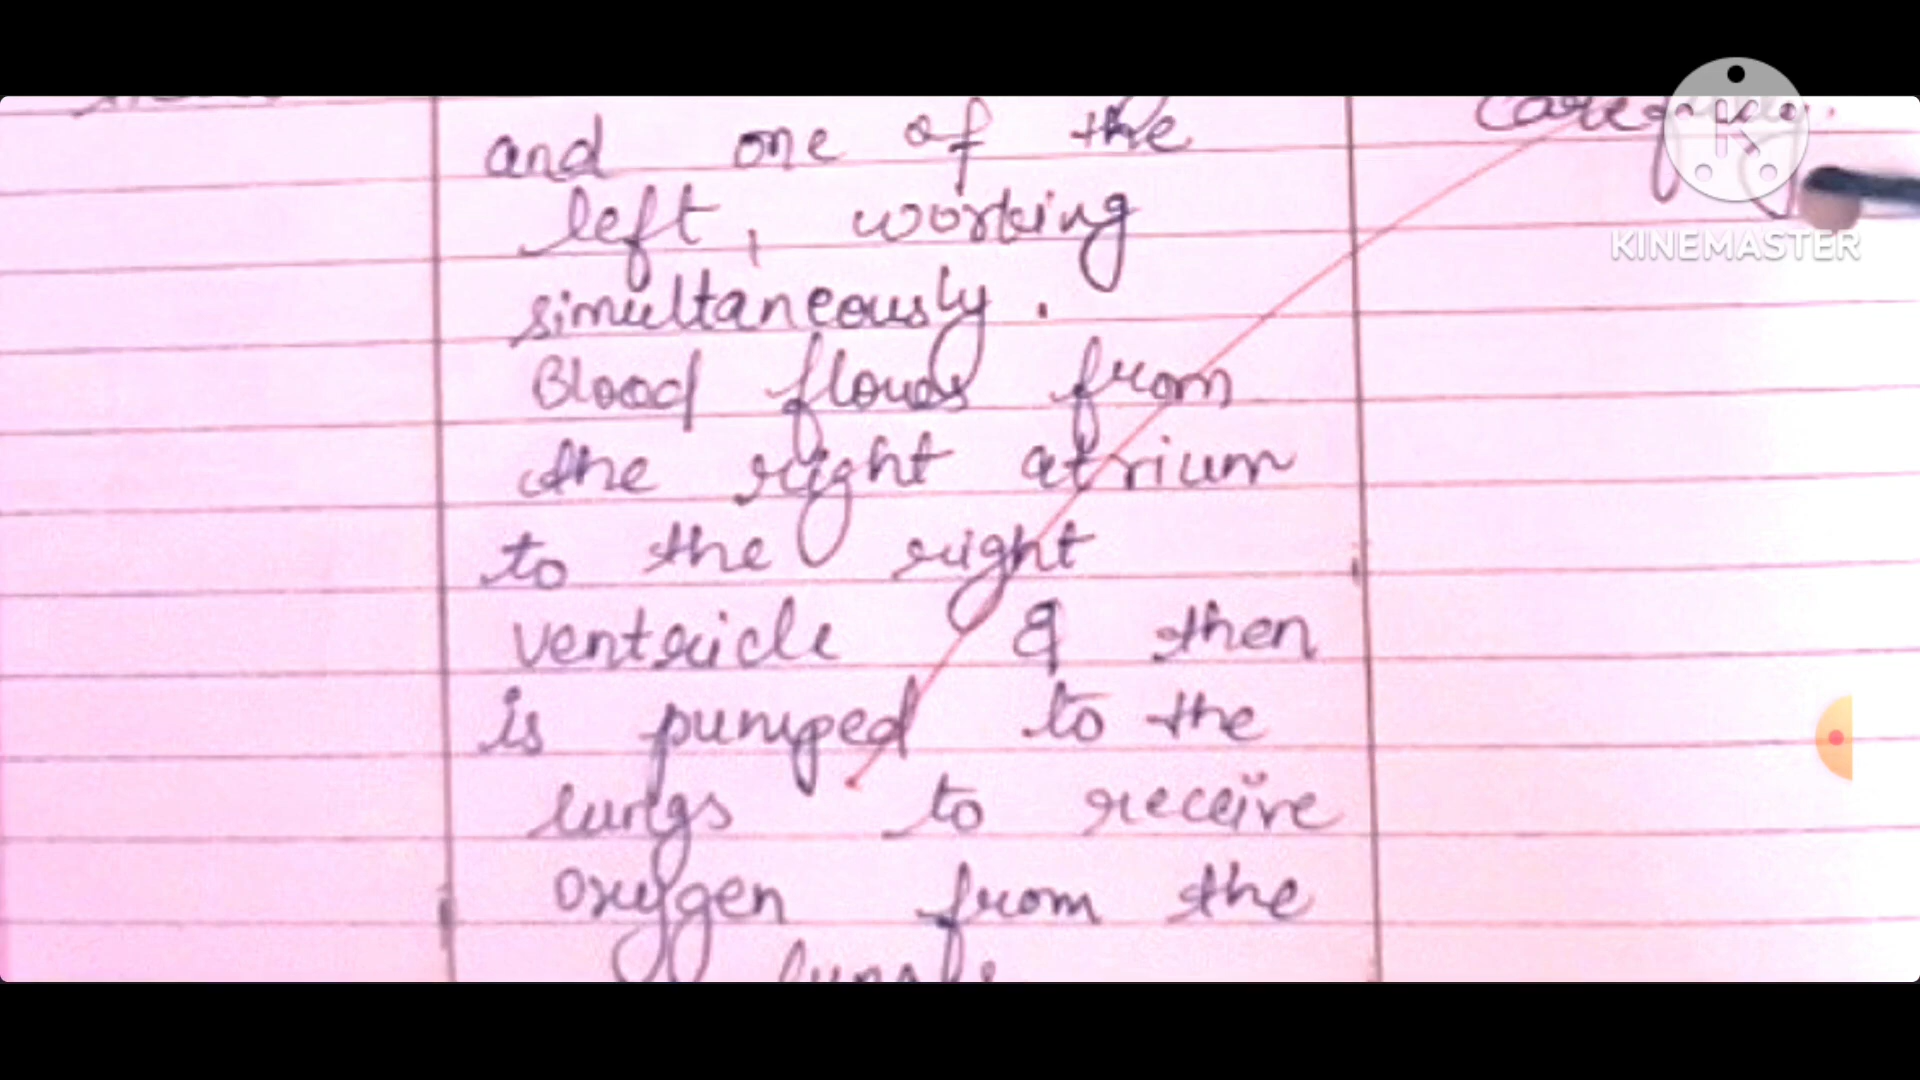 and one of the
left, working
simultaneously.
Blood flows from
the right atrium
to the right
ventricle & then
is pumped to the
lungs to receive
oxygen from the
lungs
KINEMASTER